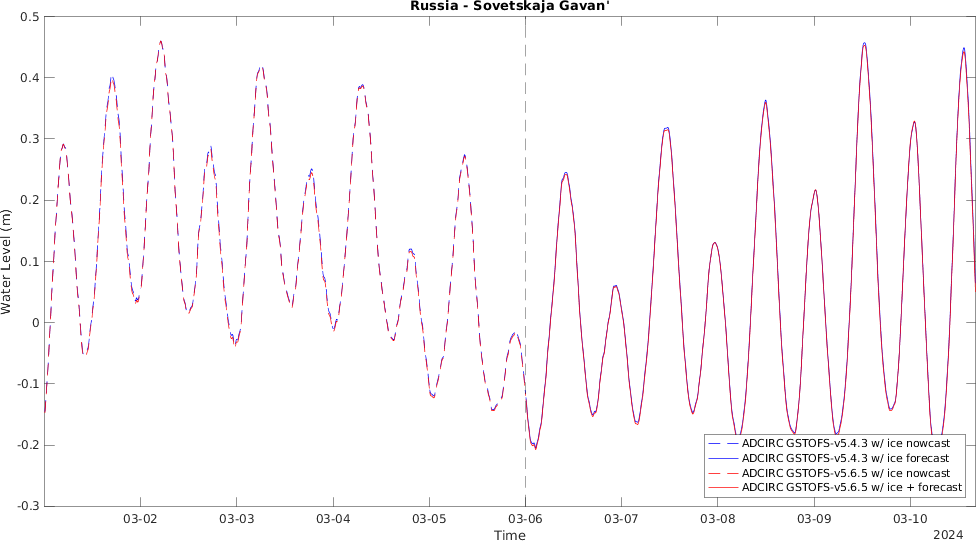 Russia - Sovetskaja Gavan'
0.5
0.4
0.3
0.2
0.1
0
-0.1
-0.2
-0.3
Water Level (m)
ADCIRC GSTOFS-v5.4.3 w/ ice nowcast
ADCIRC GSTOFS-v5.4.3 w/ ice forecast
ADCIRC GSTOFS-v5.6.5 w/ ice nowcast
ADCIRC GSTOFS-v5.6.5 w/ ice + forecast
03-02 03-03 03-04 03-05 03-06 03-07 03-08 03-09 03-10
Time
2024